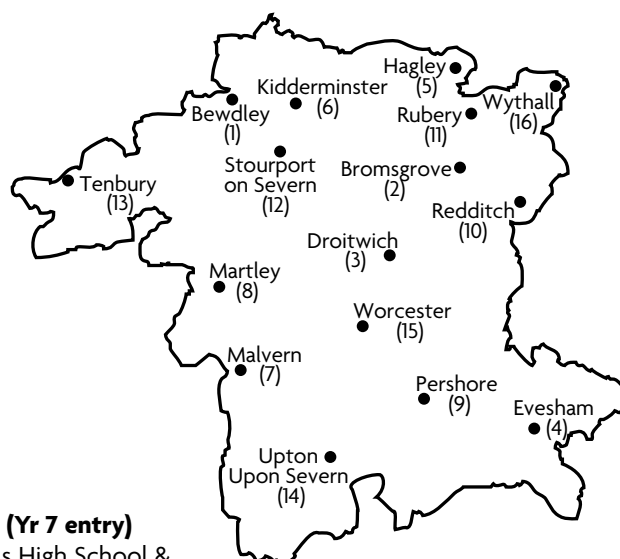 Hagley
(5)
Kidderminster
(6)
Wythall
(16)
Bewdley
(1)
Rubery
(11)
Stourport
on Severn
(12)
Bromsgrove
(2)
Tenbury
(13)
Redditch
(10)
Droitwich
(3)
Martley
(8)
Worcester
(15)
Malvern
(7)
Pershore
(9)
Evesham
(4)
Upton
Upon Severn
(14)
(Yr 7 entry)
s High School &